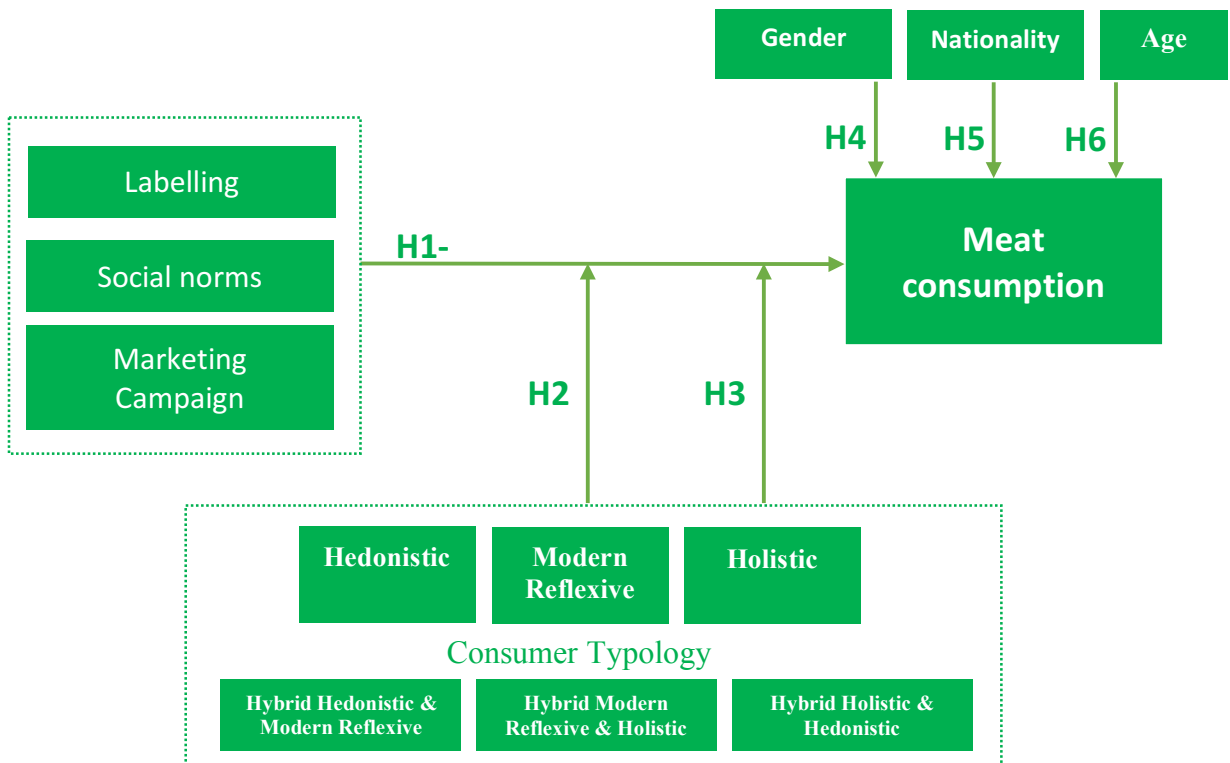 Gender
Nationality
Age
H4
H5
H6
Labelling
Social norms
Marketing
Campaign
H1-
Meat
consumption
H2
H3
Hedonistic
Modern
Reflexive
Holistic
Consumer Typology
Hybrid Hedonistic &
Modern Reflexive
Hybrid Modern
Reflexive & Holistic
Hybrid Holistic &
Hedonistic